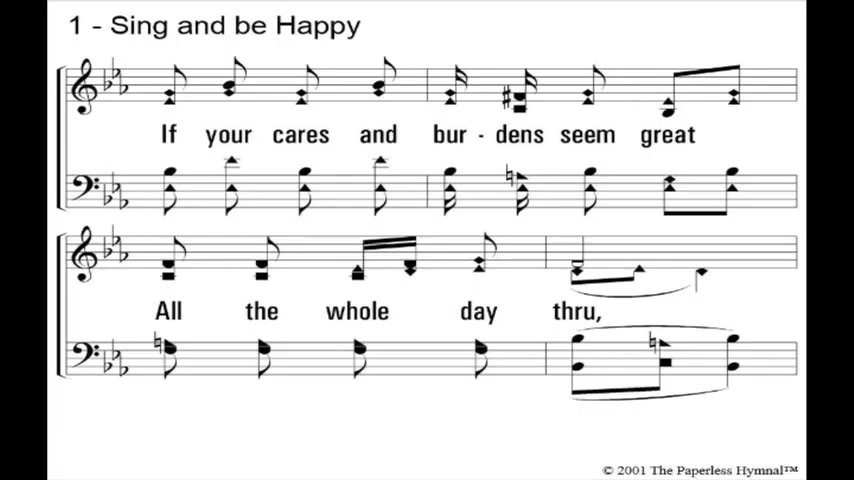 1 - Sing and be Happy
If your cares and bur - dens seem great
All the whole day thru,
© 2001 The Paperless Hymnal™